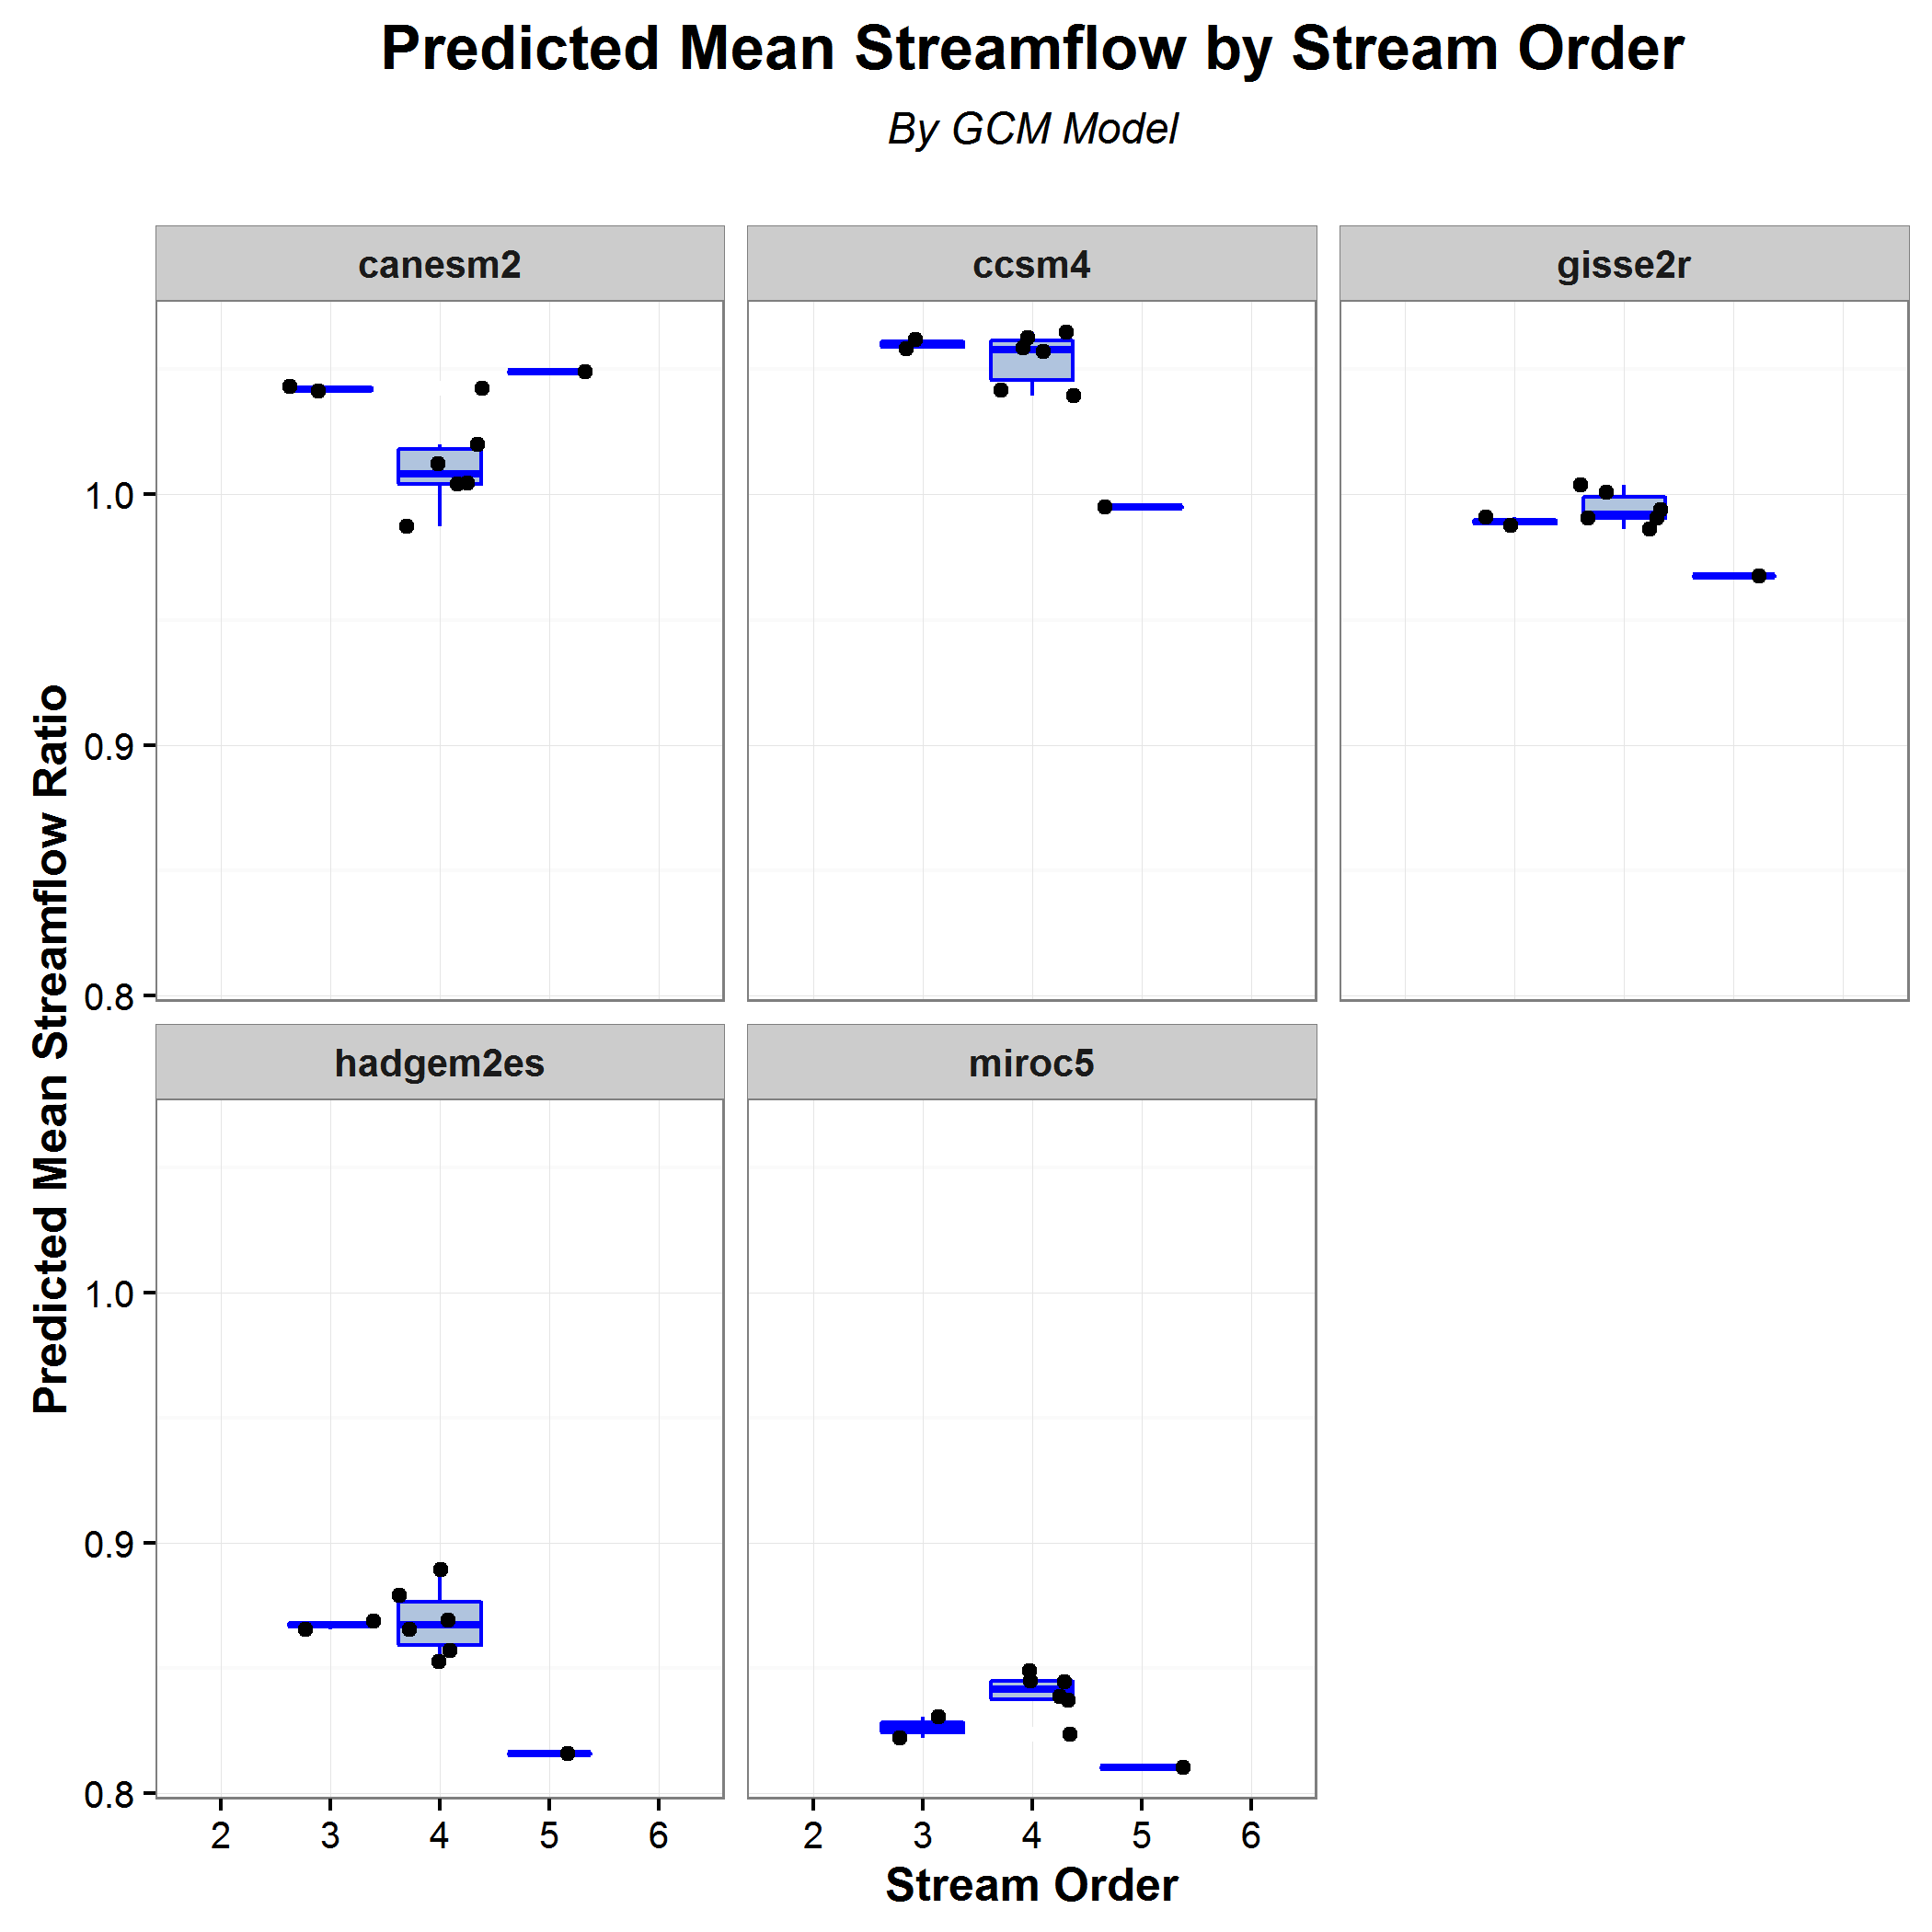 Predicted Mean Streamflow by Stream Order
By GCM Model
canesm2
ccsm4
gisse2r
1.0
0.9
0.8
Predicted Mean Streamflow Ratio
hadgem2es
miroc5
1.0
0.9
0.8
2 3 4 5 6
2 3 4 5 6
Stream Order